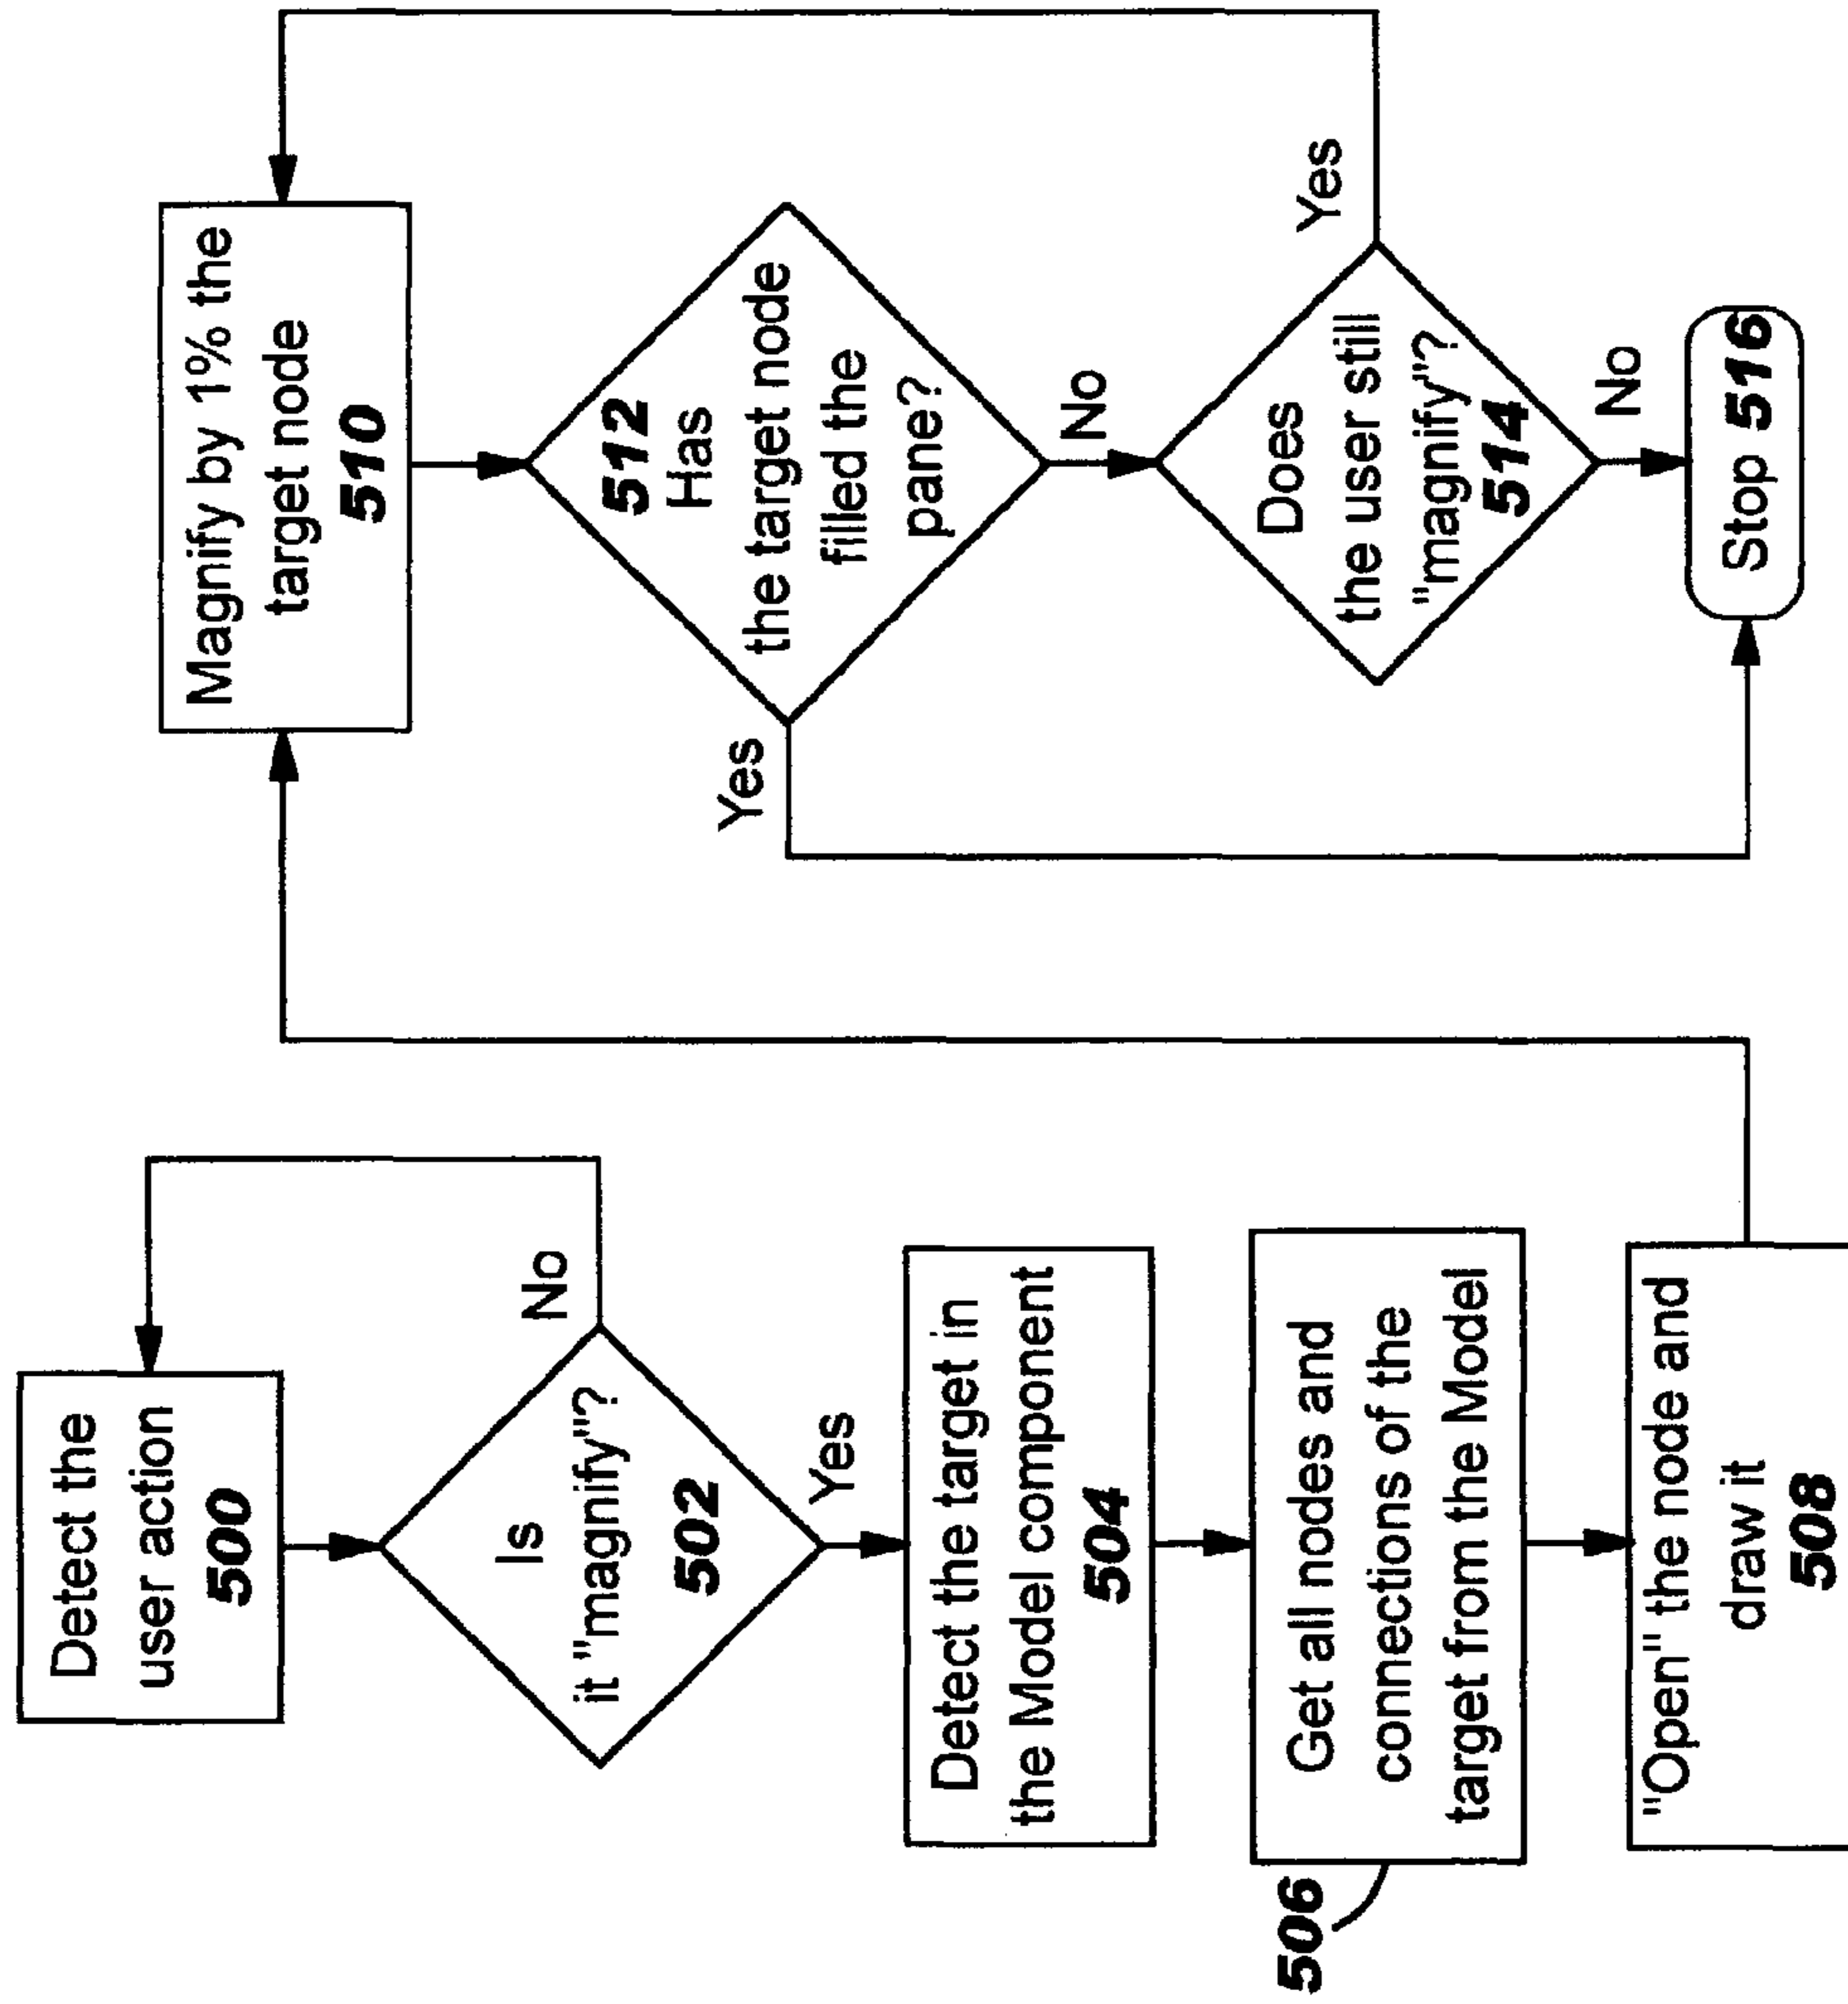 Detect the
user action
500
Is
it "magnify"?
502
No
Yes
Detect the target in
the Model component
504
Get all nodes and
connections of the
target from the Model
506
"Open" the node and
draw it
508
Magnify by 1% the
target node
510
512
Has
the target node
filled the
pane?
Yes
No
Does
the user still
"magnify"?
514
Yes
No
Stop 516